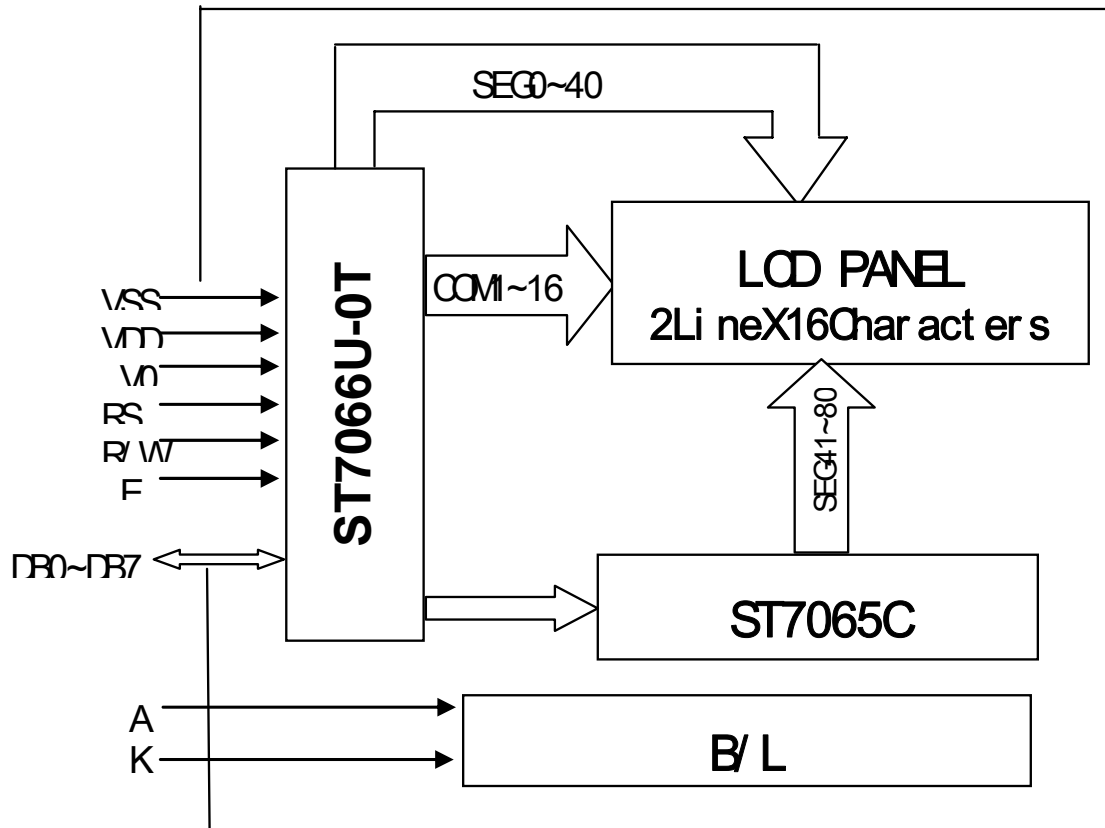 SEG0~40
LCD PANEL
2LineX16Characters
COM1~16
ST7066U-0T
VSS
VDD
V0
RS
R/W
E
SEG41~80
DB0~DB7
ST7065C
A
K
B/L